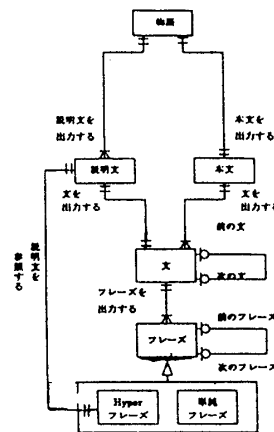 物語
説明文を
出力する
本文を
出力する
説明文
本文
文を
出力する
文を
出力する
前の文
文
次の文
フレーズを
出力する
前のフレーズ
フレーズ
次のフレーズ
説明文を
参照する
Hyper
フレーズ
単純
フレーズ